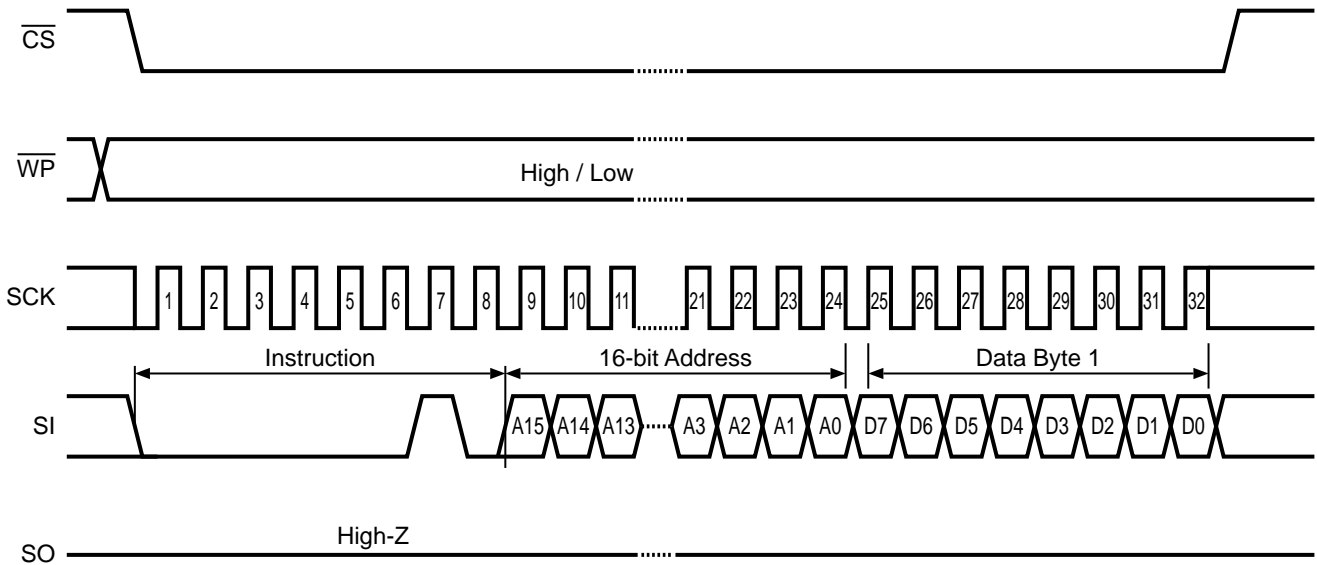 CS
WP
High / Low
SCK
1 2 3 4 5 6 7 8 9 10 11 21 22 23 24 25 26 27 28 29 30 31 32
Instruction 16-bit Address Data Byte 1
SI
A15 A14 A13 A3 A2 A1 A0 D7 D6 D5 D4 D3 D2 D1 D0
High-Z
SO